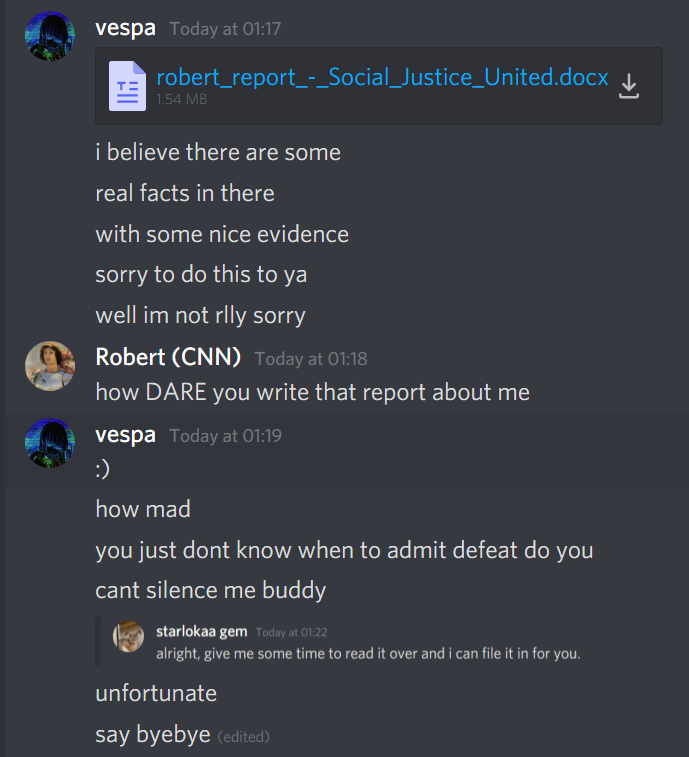 vespa Today at 01:17
robert_report_-_Social_Justice_United.docx
1.54 MB
i believe there are some
real facts in there
with some nice evidence
sorry to do this to ya
well im not rlly sorry
Robert (CNN) Today at 01:18
how DARE you write that report about me
vespa Today at 01:19
:)
how mad
you just dont know when to admit defeat do you
cant silence me buddy
starlokaa gem Today at 01:22
alright, give me some time to read it over and i can file it in for you.
unfortunate
say byebye (edited)